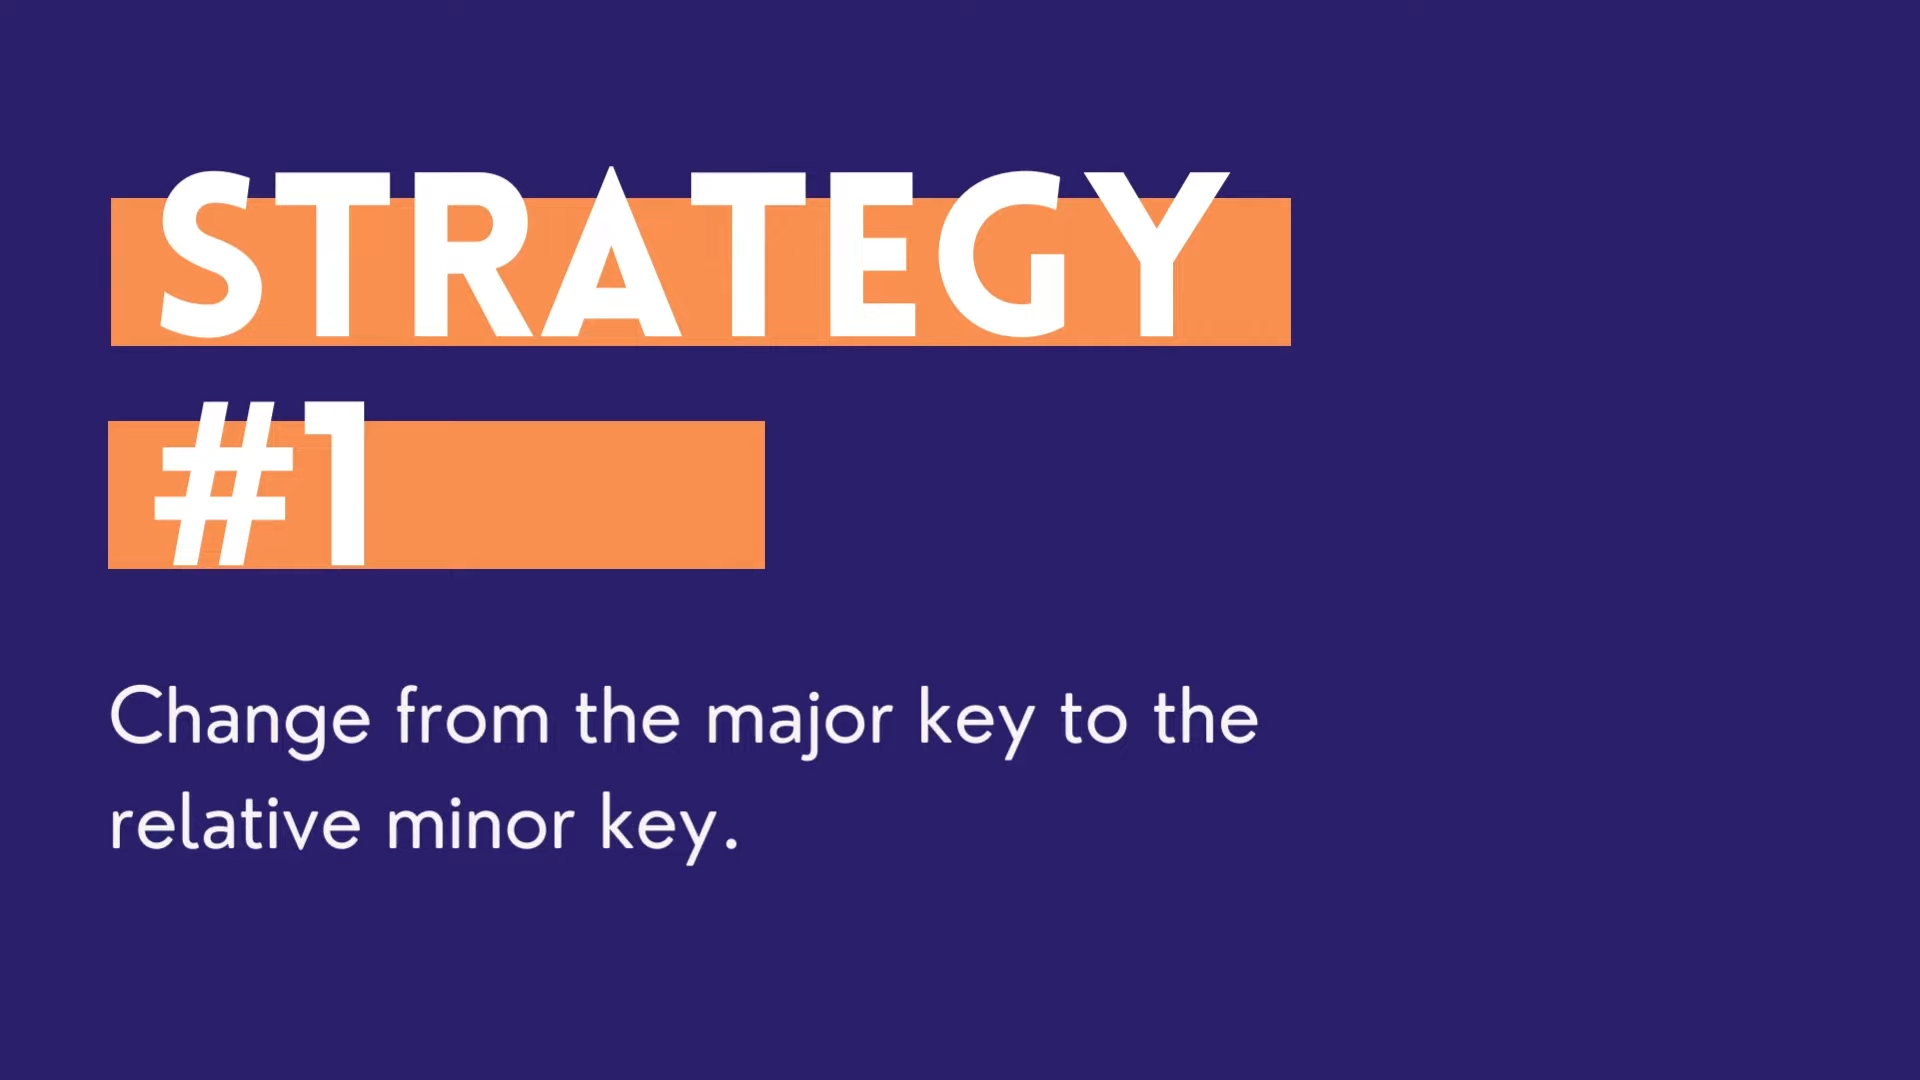 STRATEGY
#1
Change from the major key to the
relative minor key.